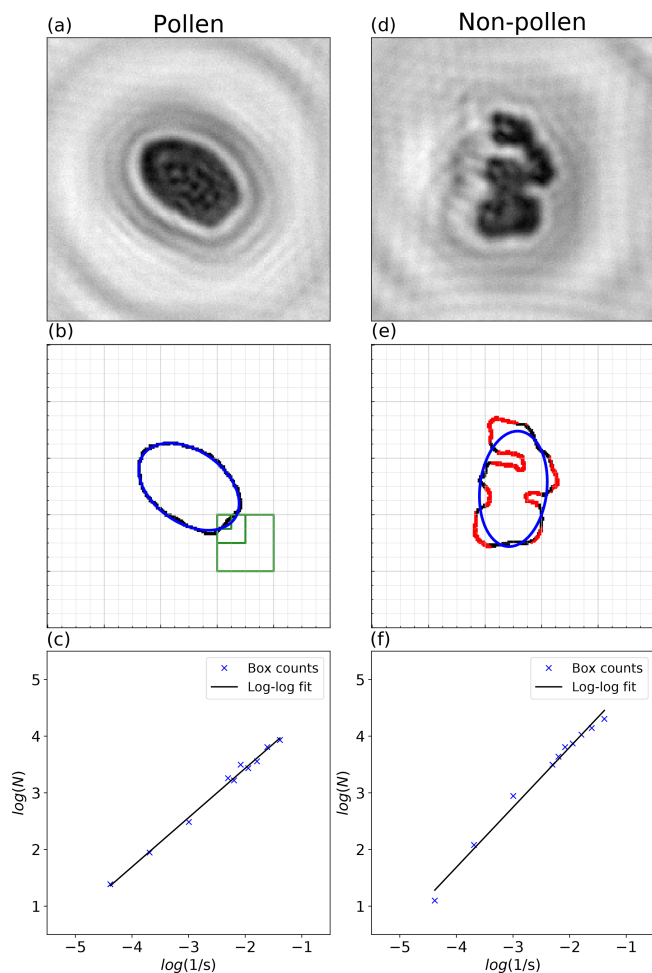 (a)
Pollen
(d)
Non-pollen
(b)
(e)
(c)
Box counts
Log-log fit
5
4
3
2
1
log(N)
−5
−4
−3
−2
−1
log(1/s)
(f)
Box counts
Log-log fit
5
4
3
2
1
log(N)
−5
−4
−3
−2
−1
log(1/s)